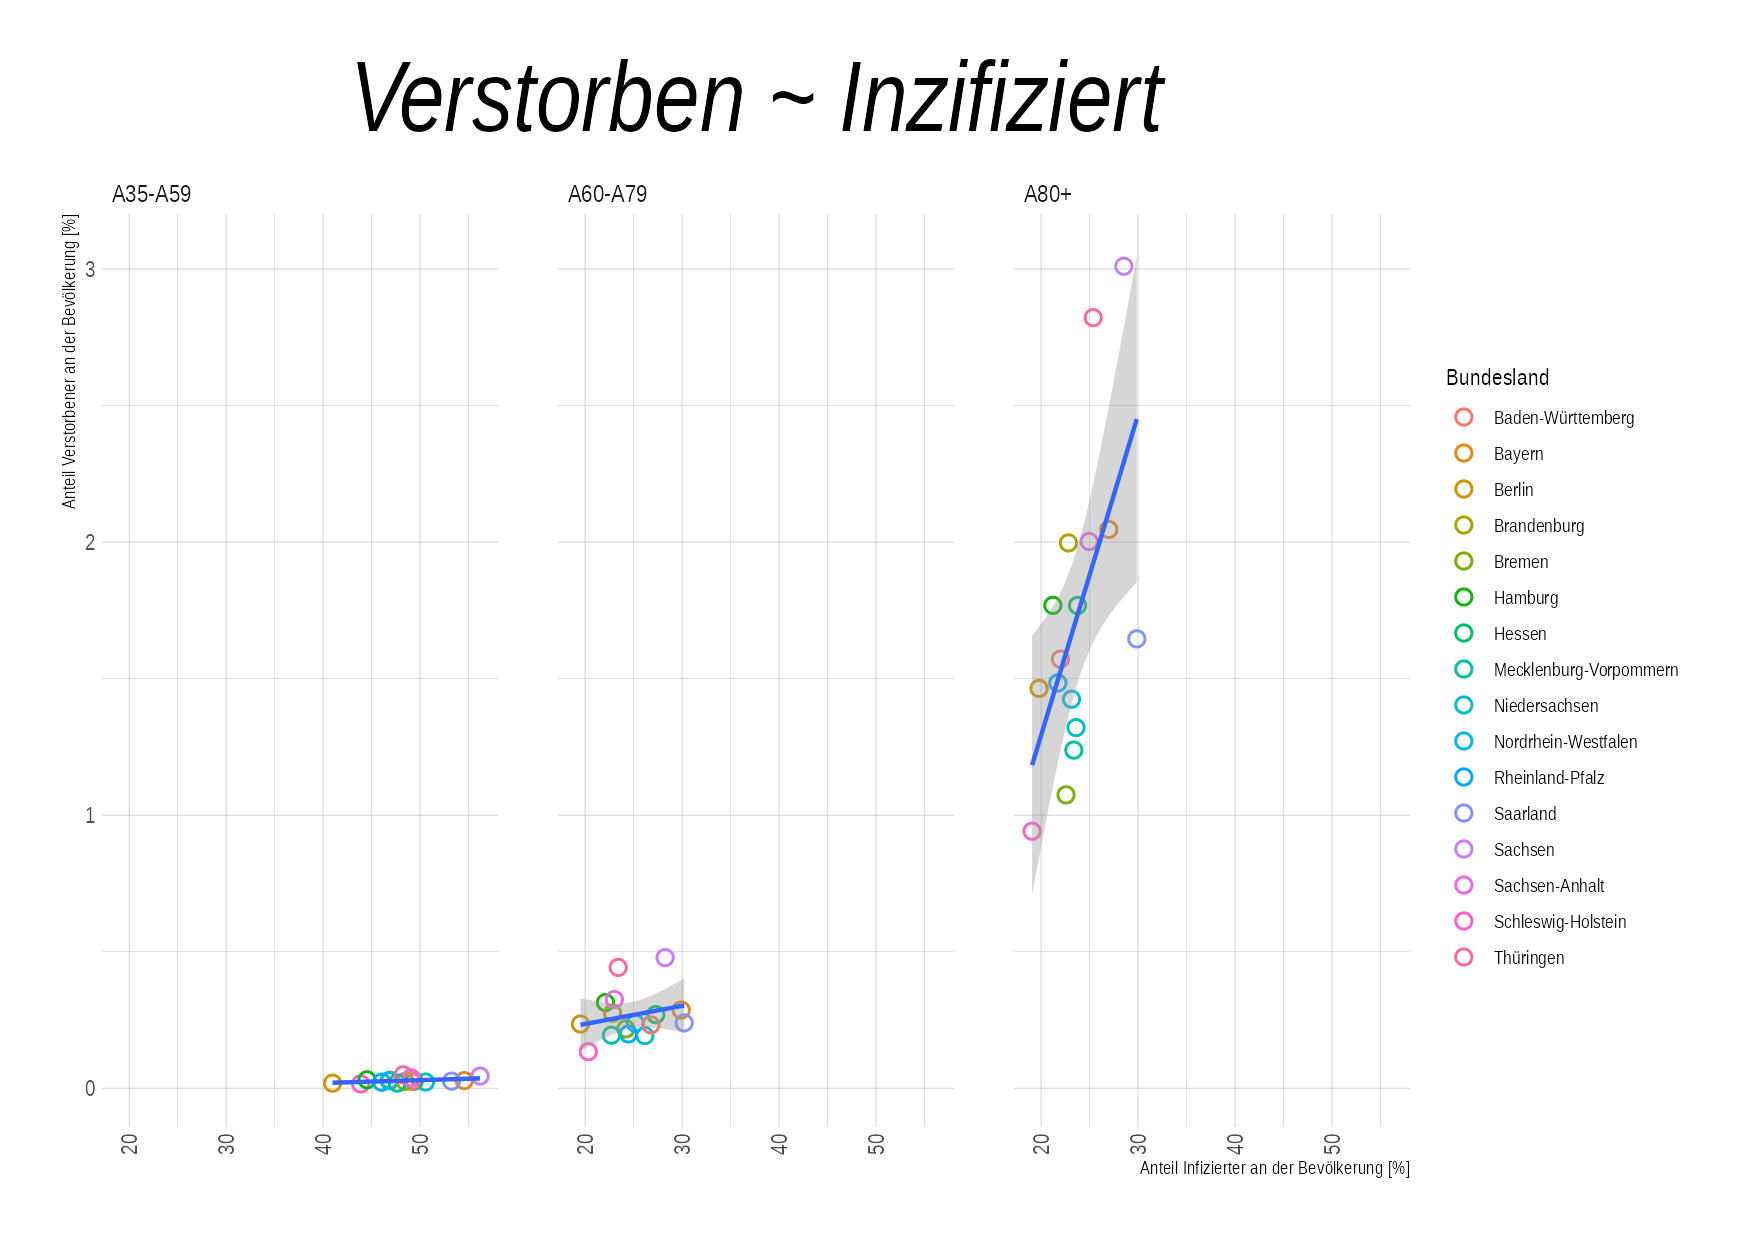 Verstorben ~ Inzifiziert
A35-A59
A60-A79
A80+
Anteil Verstorbener an der Bevölkerung [%]
3
2
1
0
20
30
40
50
20
30
40
50
20
30
40
50
Anteil Infizierter an der Bevölkerung [%]
Bundesland
Baden-Württemberg
Bayern
Berlin
Brandenburg
Bremen
Hamburg
Hessen
Mecklenburg-Vorpommern
Niedersachsen
Nordrhein-Westfalen
Rheinland-Pfalz
Saarland
Sachsen
Sachsen-Anhalt
Schleswig-Holstein
Thüringen